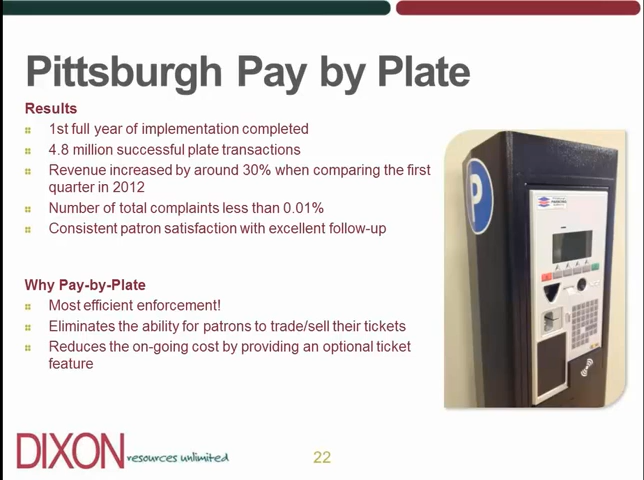 Pittsburgh Pay by Plate
Results
1st full year of implementation completed
4.8 million successful plate transactions
Revenue increased by around 30% when comparing the first
quarter in 2012
Number of total complaints less than 0.01%
Consistent patron satisfaction with excellent follow-up
Why Pay-by-Plate
Most efficient enforcement!
Eliminates the ability for patrons to trade/sell their tickets
Reduces the on-going cost by providing an optional ticket
feature
P
DIXON resources unlimited
22